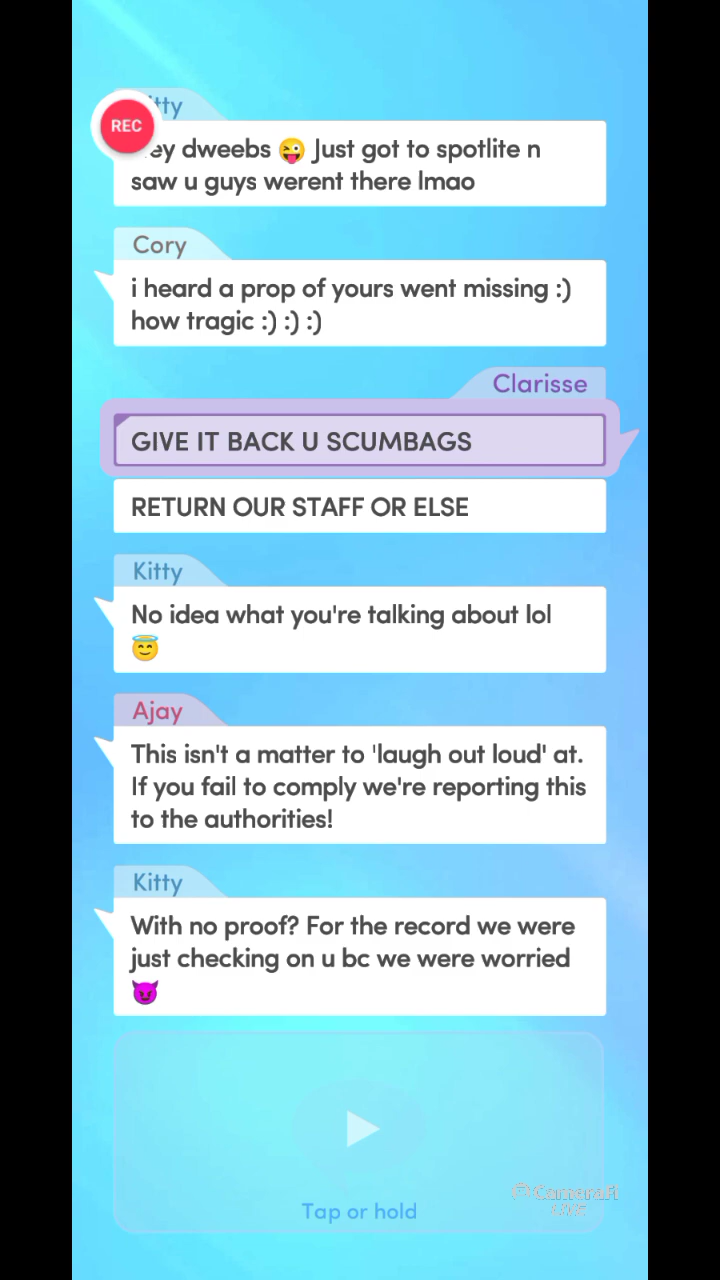 itty
REC
ey dweebs 😜 Just got to spotlite n
saw u guys werent there lmao
Cory
i heard a prop of yours went missing :)
how tragic :) :) :)
Clarisse
GIVE IT BACK U SCUMBAGS
RETURN OUR STAFF OR ELSE
Kitty
No idea what you're talking about lol
😇
Ajay
This isn't a matter to 'laugh out loud' at.
If you fail to comply we're reporting this
to the authorities!
Kitty
With no proof? For the record we were
just checking on u bc we were worried
😈
Tap or hold
CameraFi
LIVE